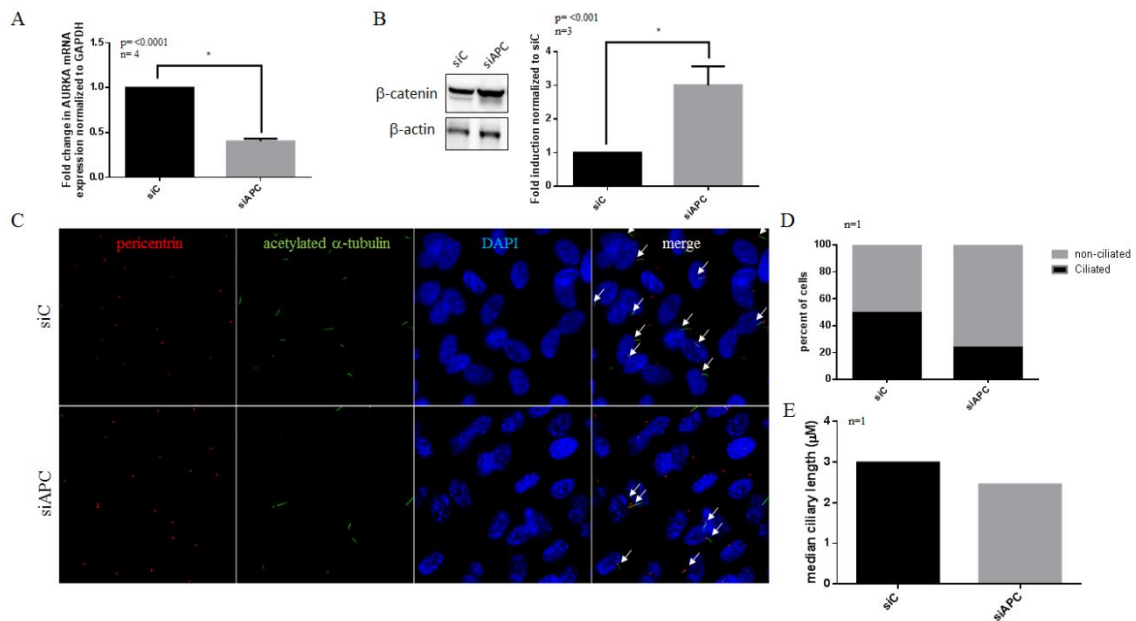 A
p= <0.0001
n= 4
*
Fold change in AURKA mRNA
expression normalized to GAPDH
1.5
1.0
0.5
0.0
siC
siAPC
B
siC
siAPC
β-catenin
β-actin
p= <0.001
n=3
*
Fold induction normalized to siC
4
3
2
1
0
siC
siAPC
C
pericentrin
acetylated α-tubulin
DAPI
merge
siC
siAPC
D
n=1
percent of cells
100
80
60
40
20
0
siC
siAPC
non-ciliated
Ciliated
E
n=1
median ciliary length (μM)
4
3
2
1
0
siC
siAPC